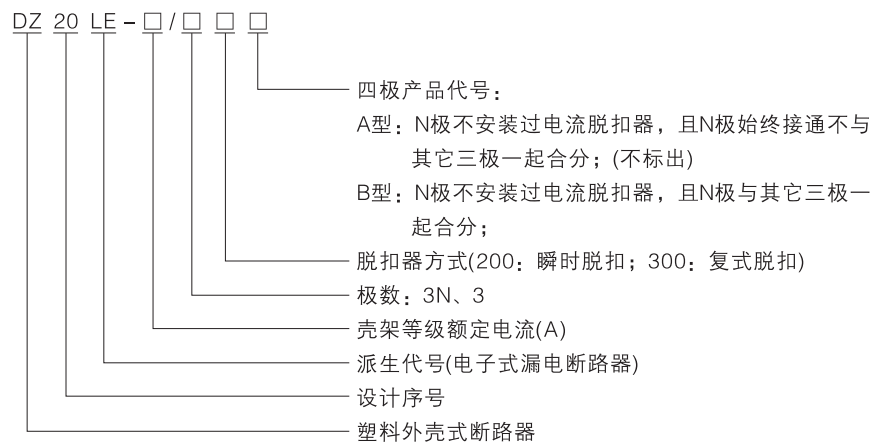 DZ 20 LE-□/□ □ □
四极产品代号：
A型：N极不安装过电流脱扣器，且N极始终接通不与
其它三极一起合分；(不标出)
B型：N极不安装过电流脱扣器，且N极与其它三极一
起合分；
脱扣器方式(200：瞬时脱扣；300：复式脱扣)
极数：3N、3
壳架等级额定电流(A)
派生代号(电子式漏电断路器)
设计序号
塑料外壳式断路器